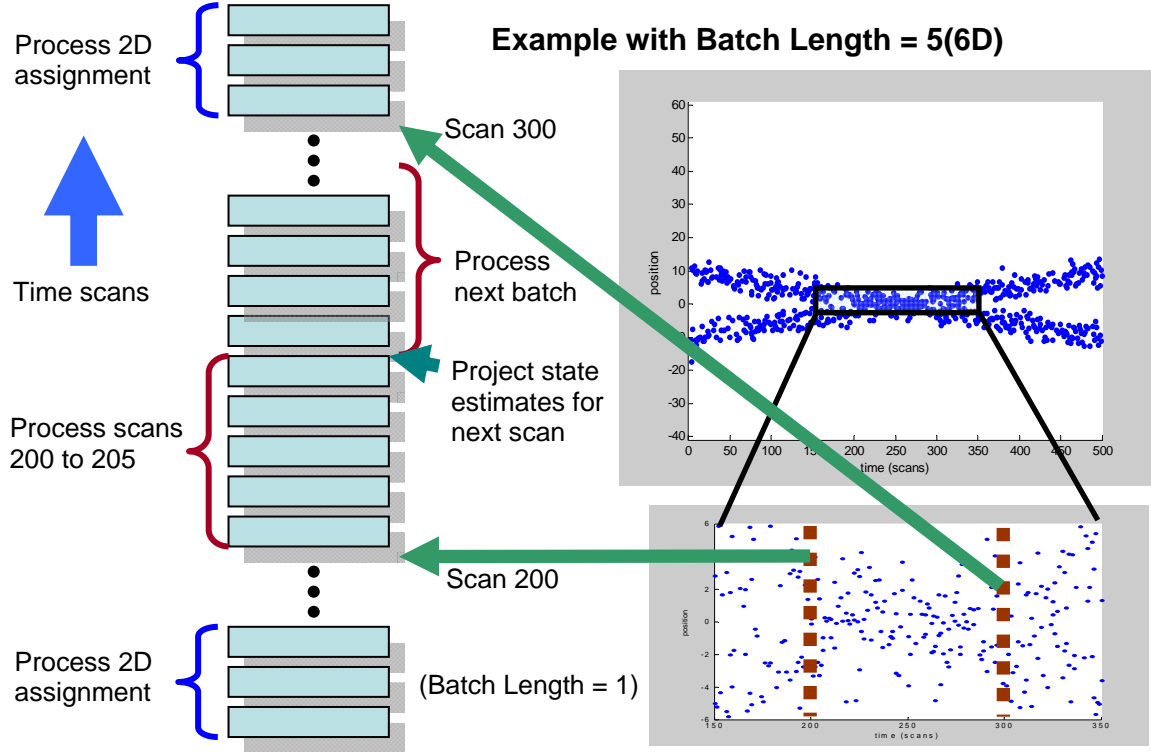 Example with Batch Length = 5(6D)
Process 2D
assignment
Scan 300
Time scans
Process
next batch
Project state
estimates for
next scan
Process scans
200 to 205
Scan 200
Process 2D
assignment
(Batch Length = 1)
60
50
40
30
20
10
0
-10
-20
-30
-40
position
0
50
100
150
200
250
300
350
400
450
500
time (scans)
6
4
2
0
-2
-4
-6
position
150
200
250
300
350
time (scans)